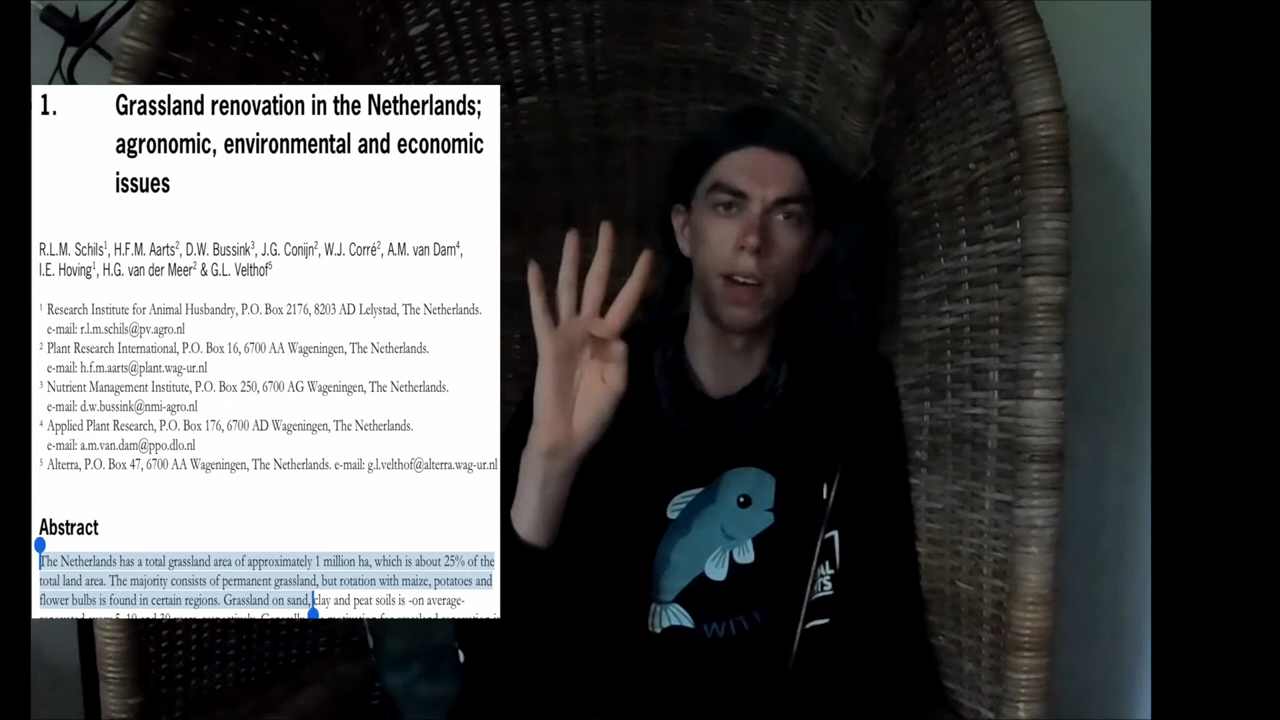 1. Grassland renovation in the Netherlands;
agronomic, environmental and economic
issues
R.L.M. Schils¹, H.F.M. Aarts², D.W. Bussink³, J.G. Conijn², W.J. Corré², A.M. van Dam⁴,
I.E. Hoving¹, H.G. van der Meer² & G.L. Velthof⁵
¹ Research Institute for Animal Husbandry, P.O. Box 2176, 8203 AD Lelystad, The Netherlands.
e-mail: r.l.m.schils@pv.agro.nl
² Plant Research International, P.O. Box 16, 6700 AA Wageningen, The Netherlands.
e-mail: h.f.m.aarts@plant.wag-ur.nl
³ Nutrient Management Institute, P.O. Box 250, 6700 AG Wageningen, The Netherlands.
e-mail: d.w.bussink@nmi-agro.nl
⁴ Applied Plant Research, P.O. Box 176, 6700 AD Wageningen, The Netherlands.
e-mail: a.m.van.dam@ppo.dlo.nl
⁵ Alterra, P.O. Box 47, 6700 AA Wageningen, The Netherlands. e-mail: g.l.velthof@alterra.wag-ur.nl
Abstract
The Netherlands has a total grassland area of approximately 1 million ha, which is about 25% of the
total land area. The majority consists of permanent grassland, but rotation with maize, potatoes and
flower bulbs is found in certain regions. Grassland on sand, clay and peat soils is -on average-
WITH